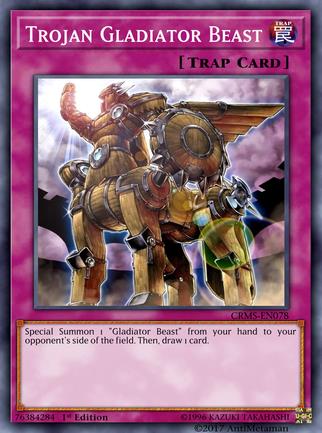 Trojan Gladiator Beast
TRAP
罠
[Trap Card]
CRMS-EN078
Special Summon 1 "Gladiator Beast" from your hand to your
opponent's side of the field. Then, draw 1 card.
76384284 1st Edition
©1996 KAZUKI TAKAHASHI
©2017 AntiMetaman